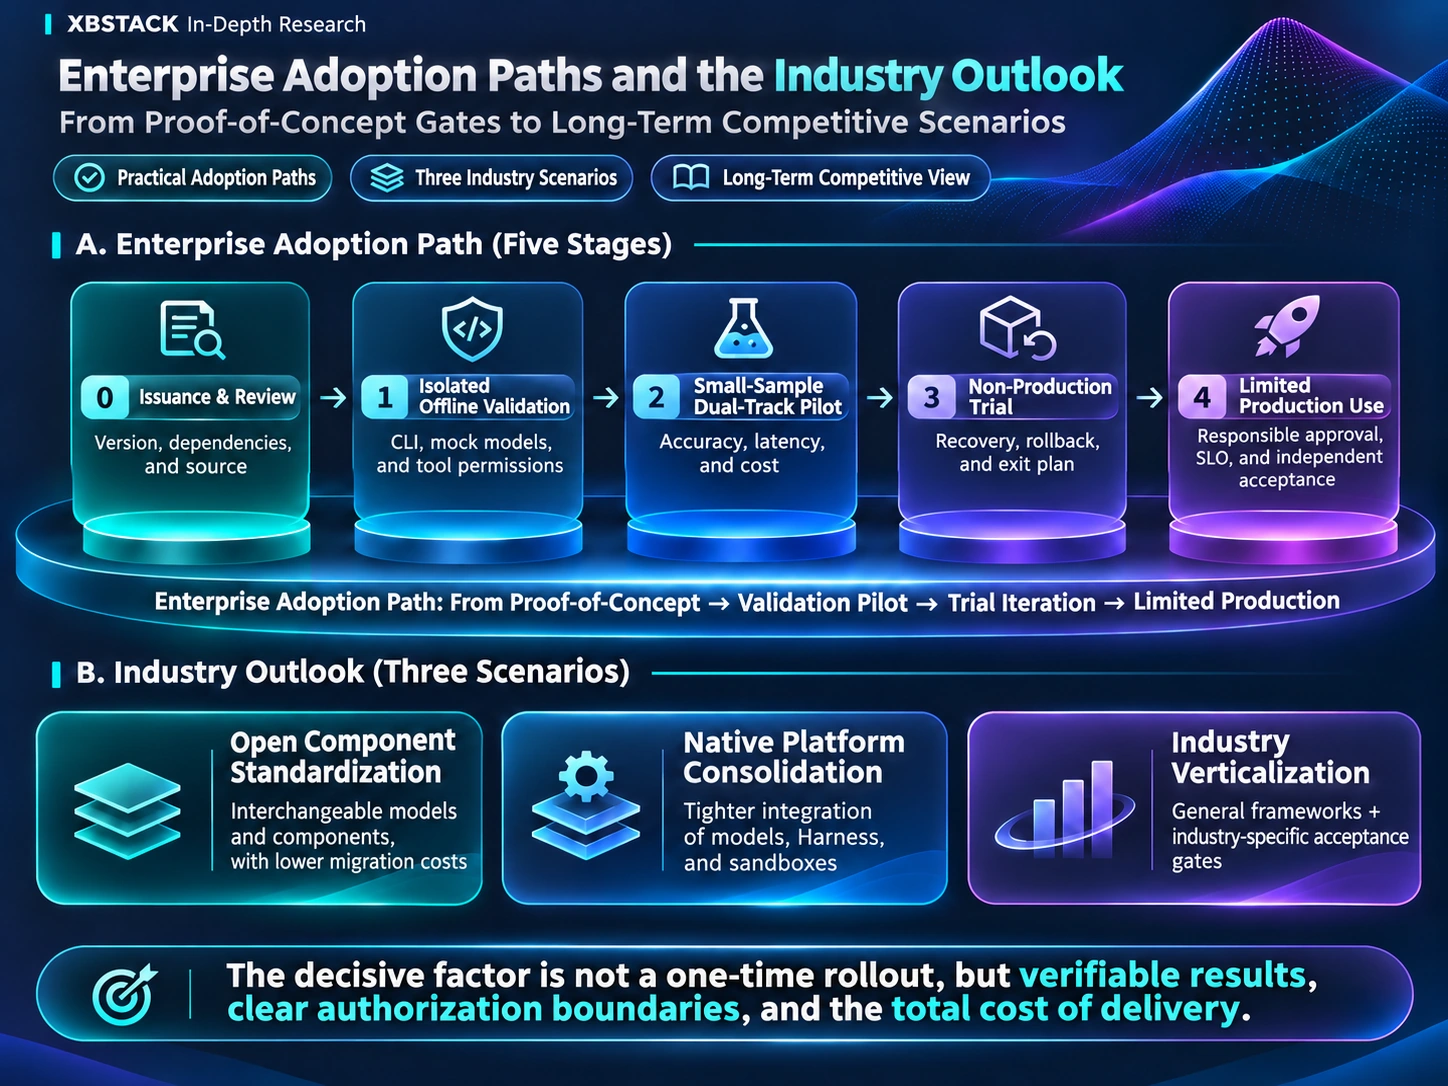 XBSTACK In-Depth Research
Enterprise Adoption Paths and the Industry Outlook
From Proof-of-Concept Gates to Long-Term Competitive Scenarios
Practical Adoption Paths
Three Industry Scenarios
Long-Term Competitive View
A. Enterprise Adoption Path (Five Stages)
0
Issuance & Review
Version, dependencies,
and source
→
1
Isolated
Offline Validation
CLI, mock models,
and tool permissions
→
2
Small-Sample
Dual-Track Pilot
Accuracy, latency,
and cost
→
3
Non-Production
Trial
Recovery, rollback,
and exit plan
→
4
Limited
Production Use
Responsible approval,
SLO, and independent
acceptance
Enterprise Adoption Path: From Proof-of-Concept → Validation Pilot → Trial Iteration → Limited Production
B. Industry Outlook (Three Scenarios)
Open Component
Standardization
Interchangeable models
and components,
with lower migration costs
Native Platform
Consolidation
Tighter integration
of models, Harness,
and sandboxes
Industry
Verticalization
General frameworks +
industry-specific acceptance
gates
The decisive factor is not a one-time rollout, but verifiable results,
clear authorization boundaries, and the total cost of delivery.